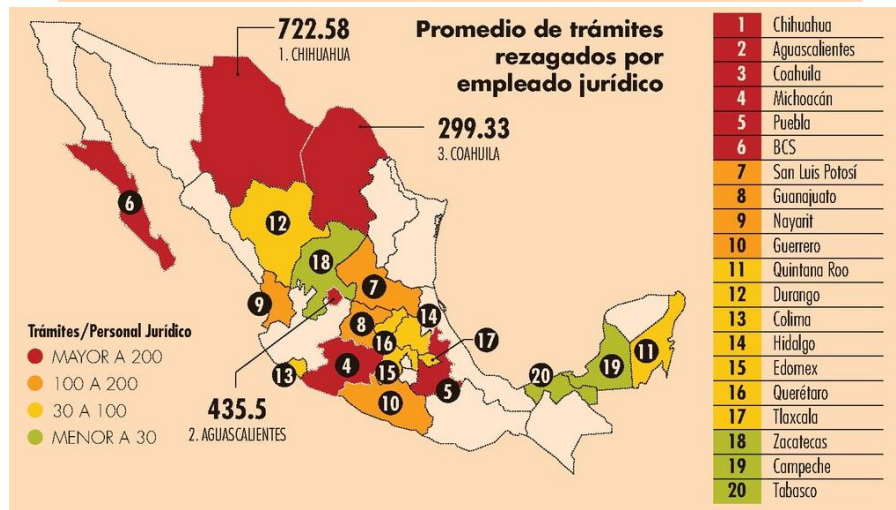 Promedio de trámites
rezagados por
empleado jurídico
722.58
1. CHIHUAHUA
299.33
3. COAHUILA
435.5
2. AGUASCALIENTES
6
12
18
7
9
8
14
16
17
13
4
15
5
10
20
19
11
Trámites/Personal Jurídico
MAYOR A 200
100 A 200
30 A 100
MENOR A 30
1 Chihuahua
2 Aguascalientes
3 Coahuila
4 Michoacán
5 Puebla
6 BCS
7 San Luis Potosí
8 Guanajuato
9 Nayarit
10 Guerrero
11 Quintana Roo
12 Durango
13 Colima
14 Hidalgo
15 Edomex
16 Querétaro
17 Tlaxcala
18 Zacatecas
19 Campeche
20 Tabasco